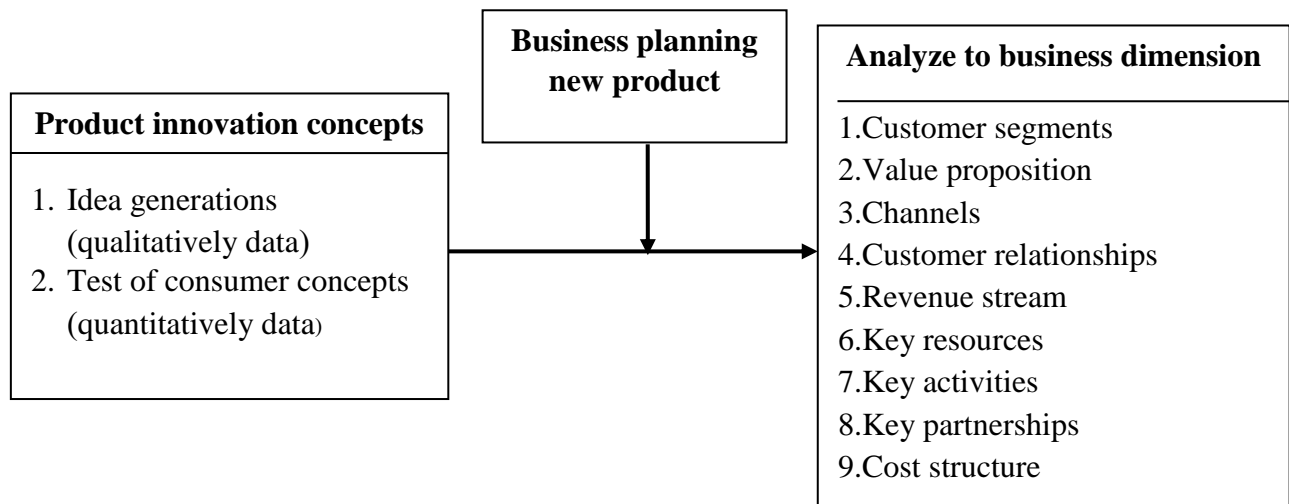 Product innovation concepts
1. Idea generations
(qualitatively data)
2. Test of consumer concepts
(quantitatively data)
Business planning
new product
Analyze to business dimension
1.Customer segments
2.Value proposition
3.Channels
4.Customer relationships
5.Revenue stream
6.Key resources
7.Key activities
8.Key partnerships
9.Cost structure